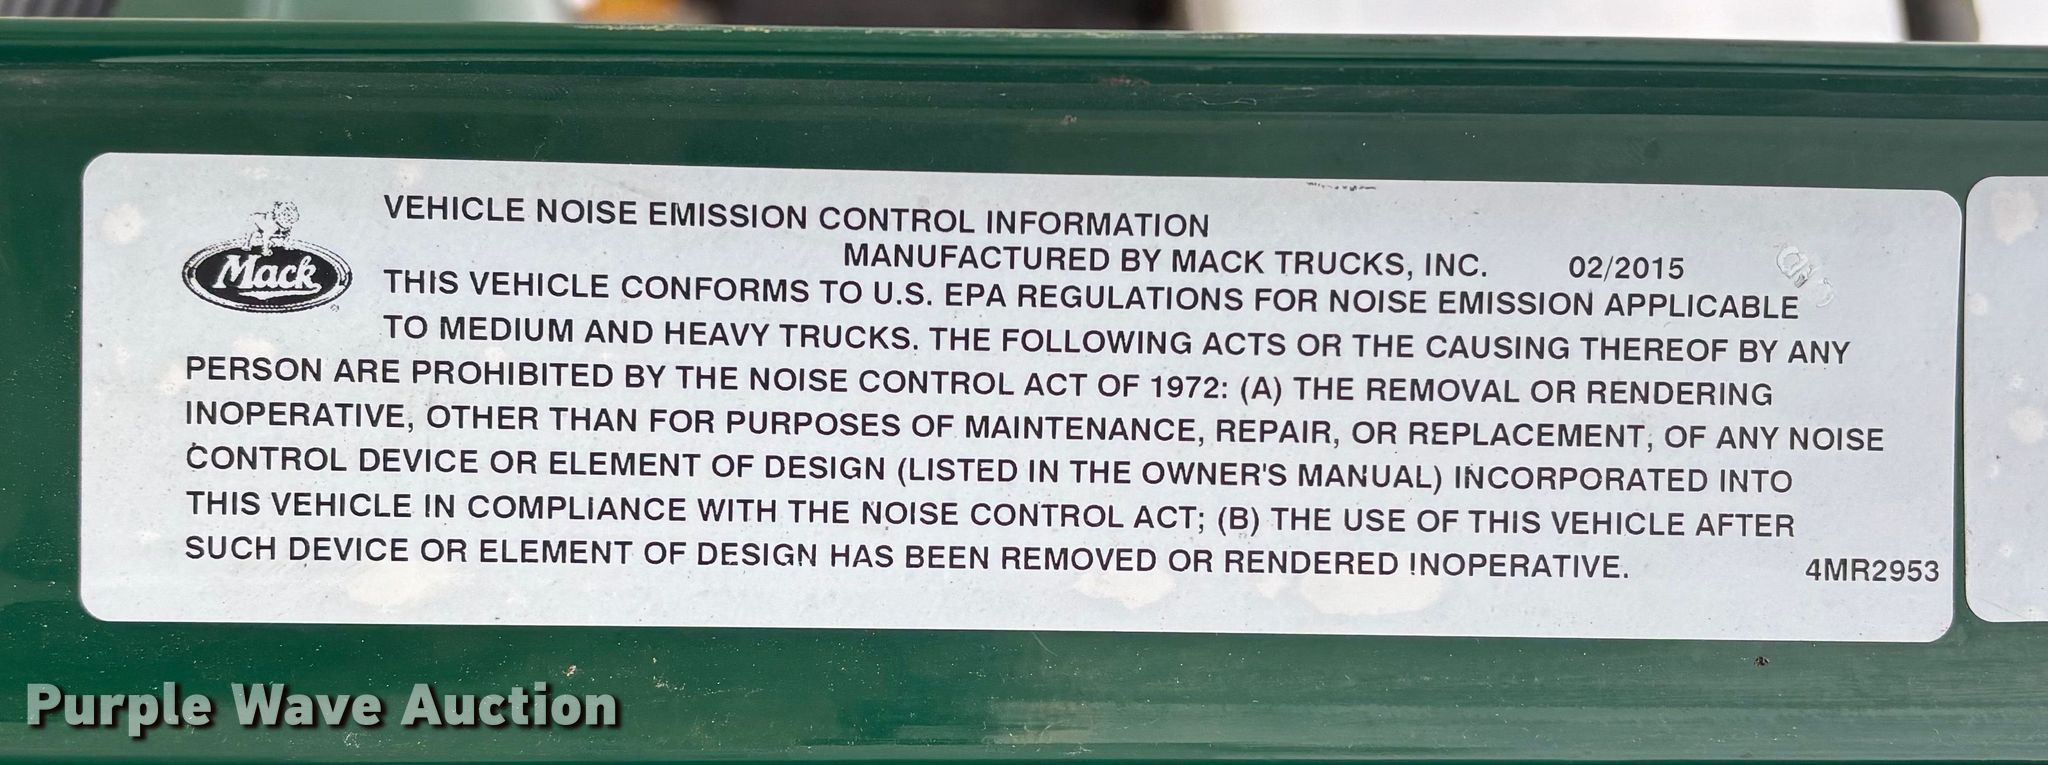 VEHICLE NOISE EMISSION CONTROL INFORMATION
MANUFACTURED BY MACK TRUCKS, INC. 02/2015
Mack
THIS VEHICLE CONFORMS TO U.S. EPA REGULATIONS FOR NOISE EMISSION APPLICABLE
TO MEDIUM AND HEAVY TRUCKS. THE FOLLOWING ACTS OR THE CAUSING THEREOF BY ANY
PERSON ARE PROHIBITED BY THE NOISE CONTROL ACT OF 1972: (A) THE REMOVAL OR RENDERING
INOPERATIVE, OTHER THAN FOR PURPOSES OF MAINTENANCE, REPAIR, OR REPLACEMENT, OF ANY NOISE
CONTROL DEVICE OR ELEMENT OF DESIGN (LISTED IN THE OWNER'S MANUAL) INCORPORATED INTO
THIS VEHICLE IN COMPLIANCE WITH THE NOISE CONTROL ACT; (B) THE USE OF THIS VEHICLE AFTER
SUCH DEVICE OR ELEMENT OF DESIGN HAS BEEN REMOVED OR RENDERED INOPERATIVE. 4MR2953
Purple Wave Auction